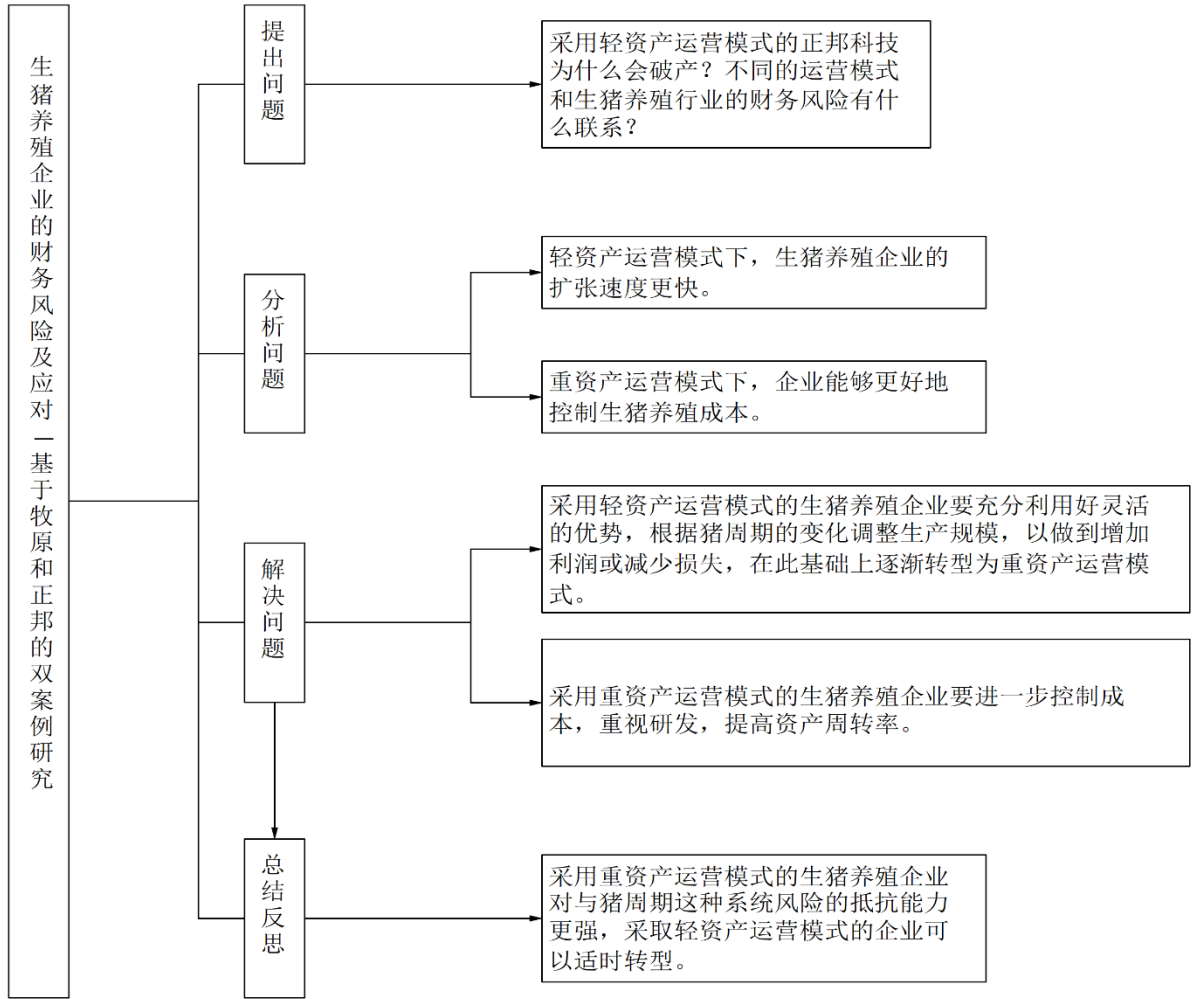 生猪养殖企业的财务风险及应对－基于牧原和正邦的双案例研究
提出问题
采用轻资产运营模式的正邦科技
为什么会破产？不同的运营模式
和生猪养殖行业的财务风险有什
么联系？
分析问题
轻资产运营模式下，生猪养殖企业的
扩张速度更快。
重资产运营模式下，企业能够更好地
控制生猪养殖成本。
解决问题
采用轻资产运营模式的生猪养殖企业要充分利用好灵活
的优势，根据猪周期的变化调整生产规模，以做到增加
利润或减少损失，在此基础上逐渐转型为重资产运营模
式。
采用重资产运营模式的生猪养殖企业要进一步控制成
本，重视研发，提高资产周转率。
总结反思
采用重资产运营模式的生猪养殖企业
对与猪周期这种系统风险的抵抗能力
更强，采取轻资产运营模式的企业可
以适时转型。